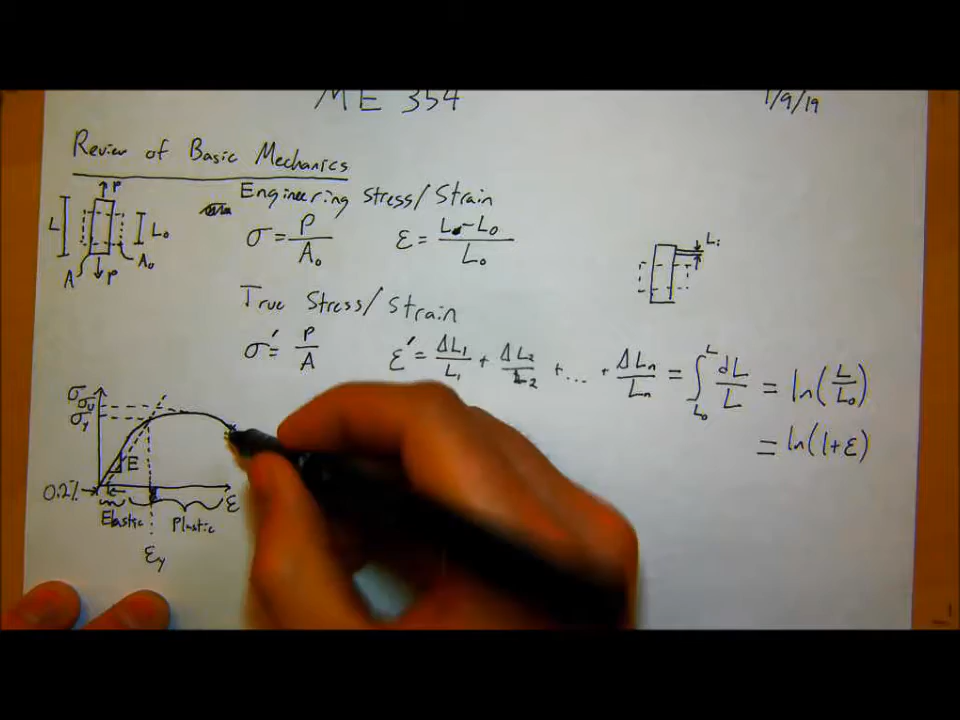 ME 354
1/9/19
Review of Basic Mechanics
P
L
L₀
A
A₀
P
Engineering Stress/Strain
σ = P/A₀
ε = (L - L₀)/L₀
True Stress/Strain
σ' = P/A
ε' = ΔL₁/L₁ + ΔL₂/L₂ + ... + ΔLₙ/Lₙ = ∫_{L₀}^{L} dL/L = ln(L/L₀)
= ln(1+ε)
Lᵢ
σ
σᵤ
σᵧ
E
0.2%
ε
Elastic
Plastic
εᵧ